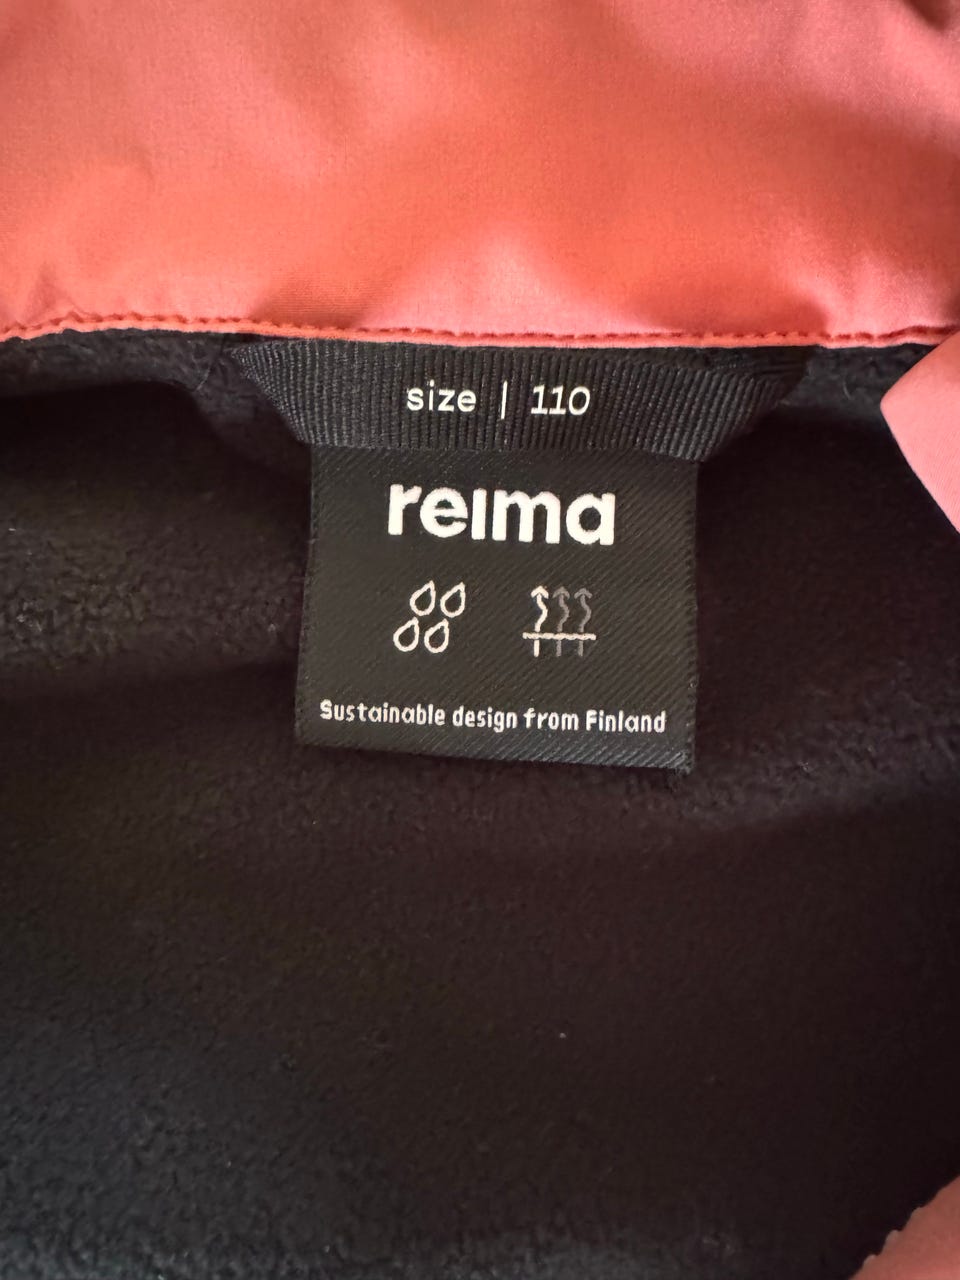 size | 110
reima
Sustainable design from Finland